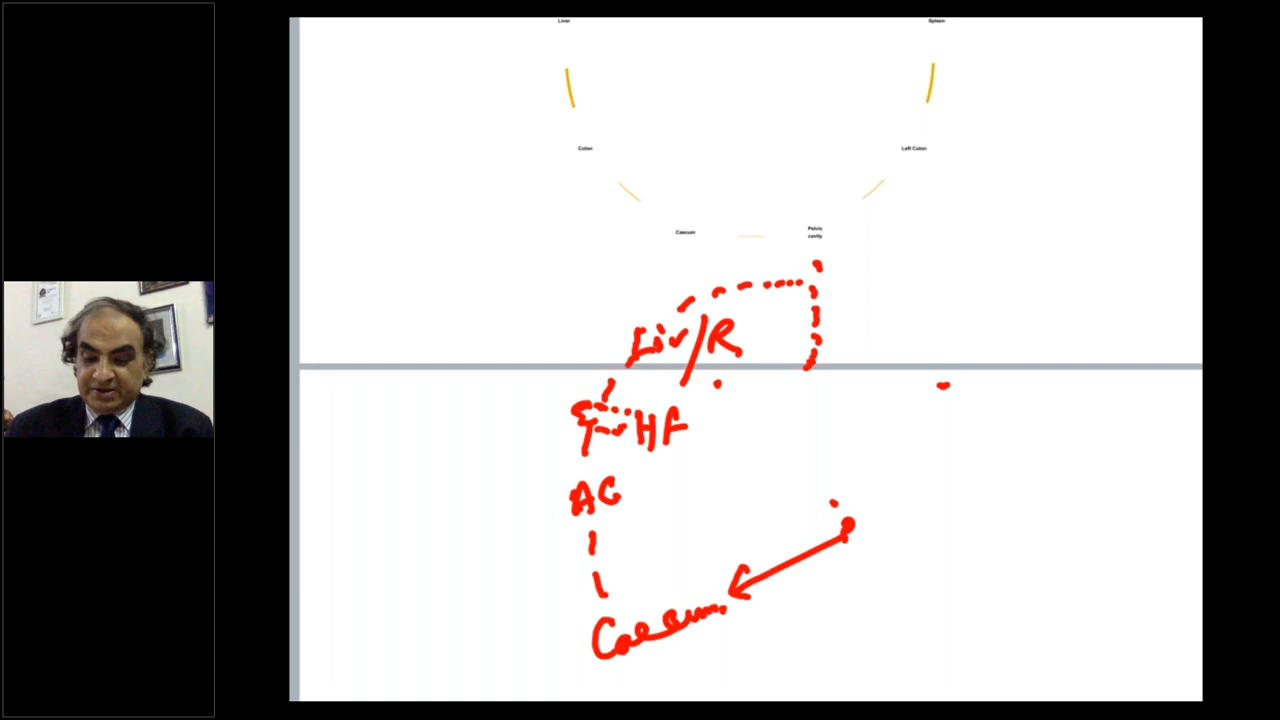 Liver
Spleen
Colon
Left Colon
Caecum
Pelvic
cavity
Liv/R
HF
AC
Caecum